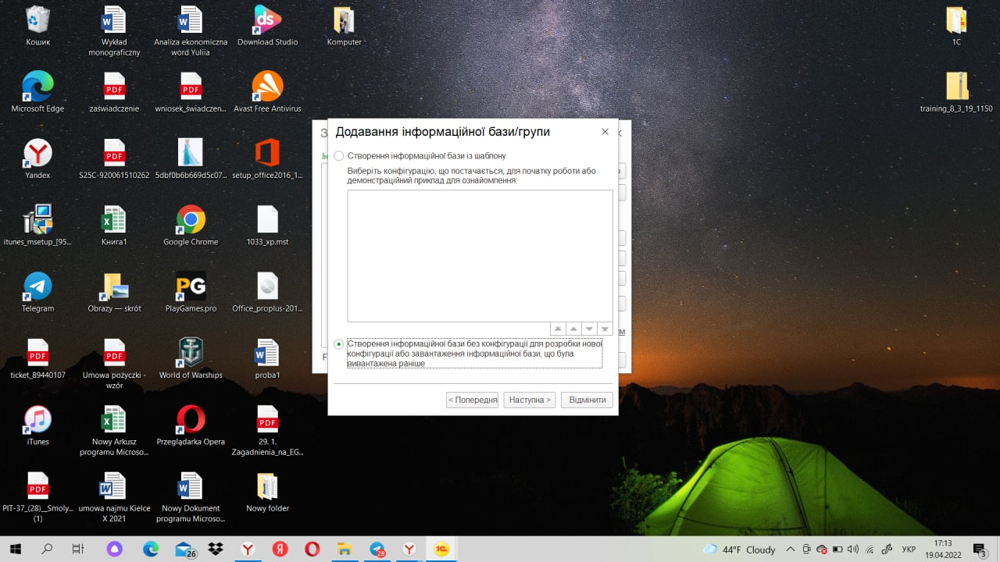 Кошик
Wykład
monograficzny
Analiza ekonomiczna
word Yuliia
Download Studio
Komputer
1C
Microsoft Edge
zaświadczenie
wniosek_świadczen...
Avast Free Antivirus
training_8_3_19_1150
Додавання інформаційної бази/групи
Створення інформаційної бази із шаблону
Виберіть конфігурацію, що постачається, для початку роботи або
демонстраційний приклад для ознайомлення:
Yandex
525C-920061510262
5dbf0b6b669d5c07...
setup_office2016_1...
itunes_msetup_[95...
Книга1
Google Chrome
1033_xp.mst
Telegram
Obrazy — skrót
PlayGames.pro
Office_proplus-201...
Створення інформаційної бази без конфігурації для розробки нової
конфігурації або завантаження інформаційної бази, що була
вивантажена раніше
ticket_89440107
Umowa pożyczki -
wzór
World of Warships
proba1
< Попередня
Наступна >
Відмінити
iTunes
Nowy Arkusz
programu Microso...
Przeglądarka Opera
29. 1.
Zagadnienia_na_EG...
PIT-37_(28)__Smoly...
(1)
umowa najmu Kielce
X 2021
Nowy Dokument
programu Microso...
Nowy folder
26
28
44°F Cloudy
УКР
17:13
19.04.2022
3